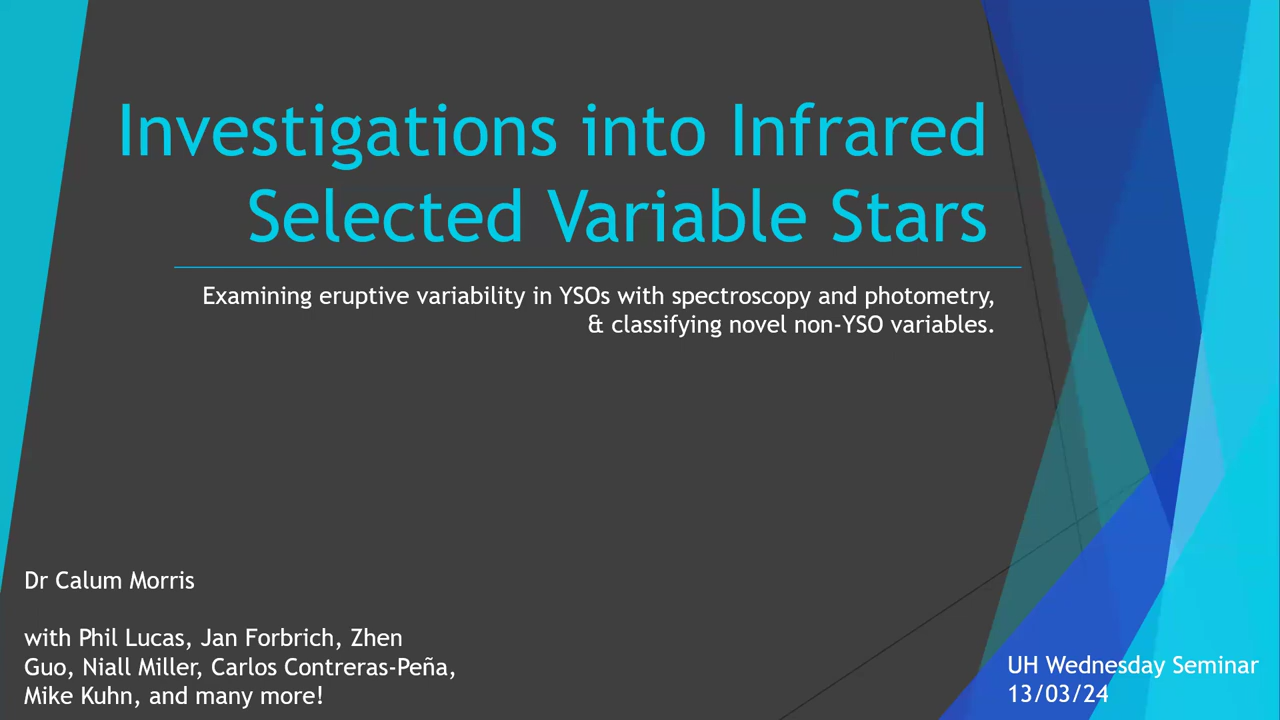 Investigations into Infrared
Selected Variable Stars
Examining eruptive variability in YSOs with spectroscopy and photometry,
& classifying novel non-YSO variables.
Dr Calum Morris
with Phil Lucas, Jan Forbrich, Zhen
Guo, Niall Miller, Carlos Contreras-Peña,
Mike Kuhn, and many more!
UH Wednesday Seminar
13/03/24